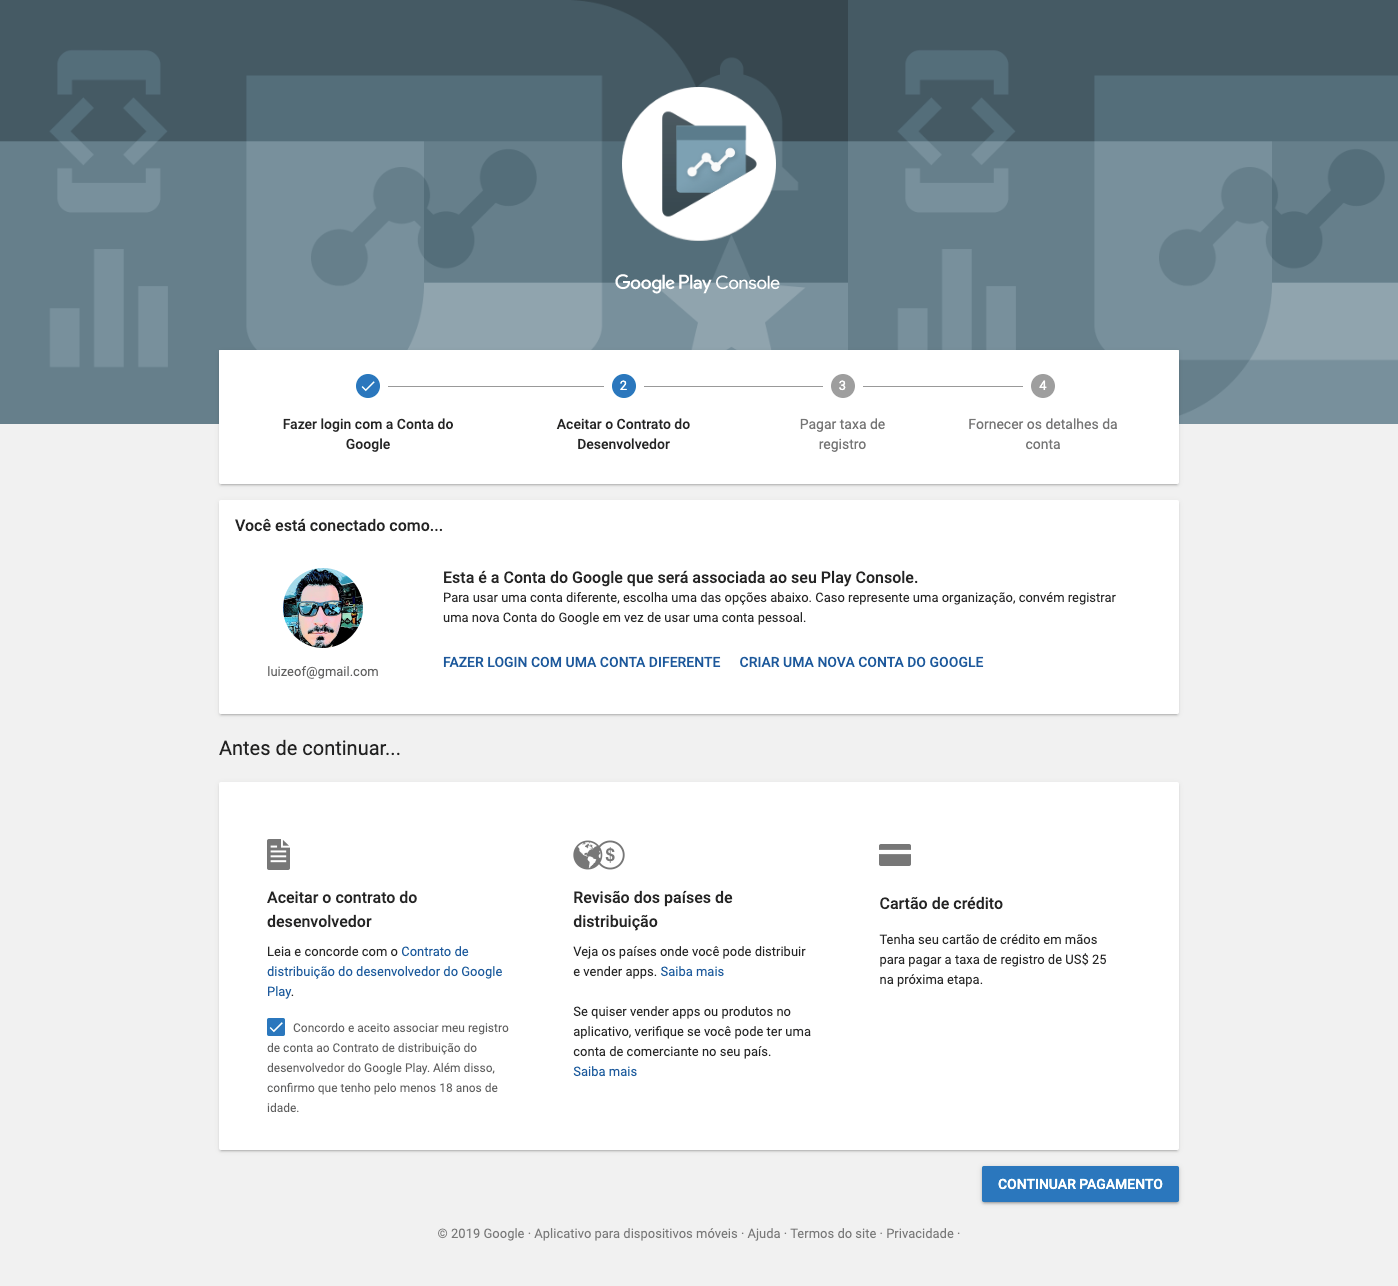 Google Play Console
2
3
4
Fazer login com a Conta do
Google
Aceitar o Contrato do
Desenvolvedor
Pagar taxa de
registro
Fornecer os detalhes da
conta
Você está conectado como...
luizeof@gmail.com
Esta é a Conta do Google que será associada ao seu Play Console.
Para usar uma conta diferente, escolha uma das opções abaixo. Caso represente uma organização, convém registrar
uma nova Conta do Google em vez de usar uma conta pessoal.
FAZER LOGIN COM UMA CONTA DIFERENTE CRIAR UMA NOVA CONTA DO GOOGLE
Antes de continuar...
Aceitar o contrato do
desenvolvedor
Leia e concorde com o Contrato de
distribuição do desenvolvedor do Google
Play.
Concordo e aceito associar meu registro
de conta ao Contrato de distribuição do
desenvolvedor do Google Play. Além disso,
confirmo que tenho pelo menos 18 anos de
idade.
$
Revisão dos países de
distribuição
Veja os países onde você pode distribuir
e vender apps. Saiba mais
Se quiser vender apps ou produtos no
aplicativo, verifique se você pode ter uma
conta de comerciante no seu país.
Saiba mais
Cartão de crédito
Tenha seu cartão de crédito em mãos
para pagar a taxa de registro de US$ 25
na próxima etapa.
CONTINUAR PAGAMENTO
© 2019 Google · Aplicativo para dispositivos móveis · Ajuda · Termos do site · Privacidade ·